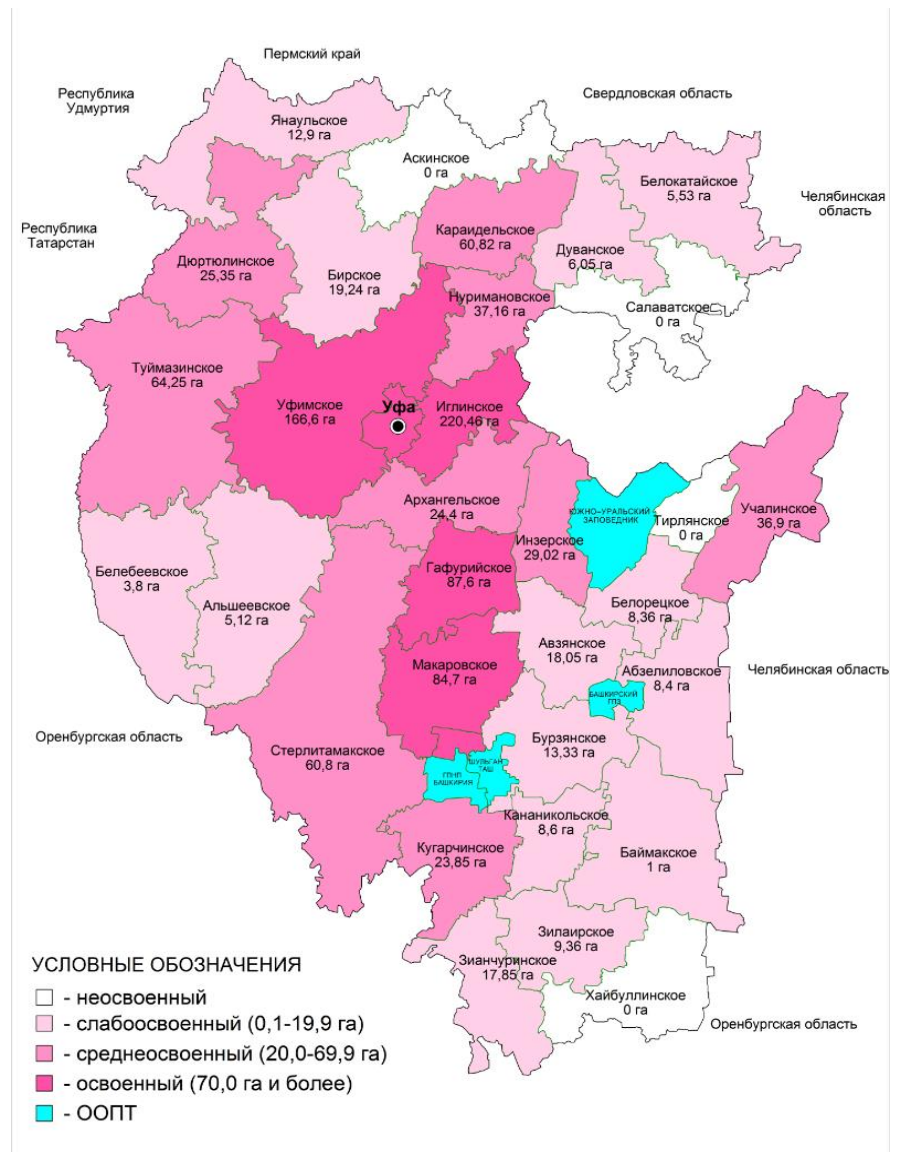 Пермский край
Республика
Удмуртия
Свердловская область
Янаульское
12,9 га
Аскинское
0 га
Белокатайское
5,53 га
Челябинская
область
Республика
Татарстан
Караидельское
60,82 га
Дуванское
6,05 га
Дюртюлинское
25,35 га
Бирское
19,24 га
Нуримановское
37,16 га
Салаватское
0 га
Туймазинское
64,25 га
Уфимское
166,6 га
Уфа
Иглинское
220,46 га
Архангельское
24,4 га
ЮЖНО-УРАЛЬСКИЙ
ЗАПОВЕДНИК
Тирлянское
0 га
Учалинское
36,9 га
Инзерское
29,02 га
Белебеевское
3,8 га
Гафурийское
87,6 га
Альшеевское
5,12 га
Белорецкое
8,36 га
Авзянское
18,05 га
Макаровское
84,7 га
Абзелиловское
8,4 га
Челябинская область
БАШКИРСКИЙ
ГПЗ
Оренбургская область
Стерлитамакское
60,8 га
Бурзянское
13,33 га
ШУЛЬГАН
ТАШ
ГПНП
БАШКИРИЯ
Кананикольское
8,6 га
Кугарчинское
23,85 га
Баймакское
1 га
Зилаирское
9,36 га
Зианчуринское
17,85 га
Хайбуллинское
0 га
Оренбургская область
УСЛОВНЫЕ ОБОЗНАЧЕНИЯ
- неосвоенный
- слабоосвоенный (0,1-19,9 га)
- среднеосвоенный (20,0-69,9 га)
- освоенный (70,0 га и более)
- ООПТ